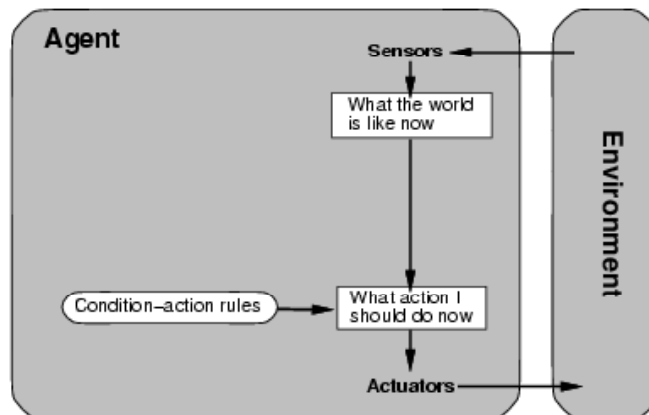 Agent
Sensors
What the world
is like now
Environment
Condition–action rules
What action I
should do now
Actuators